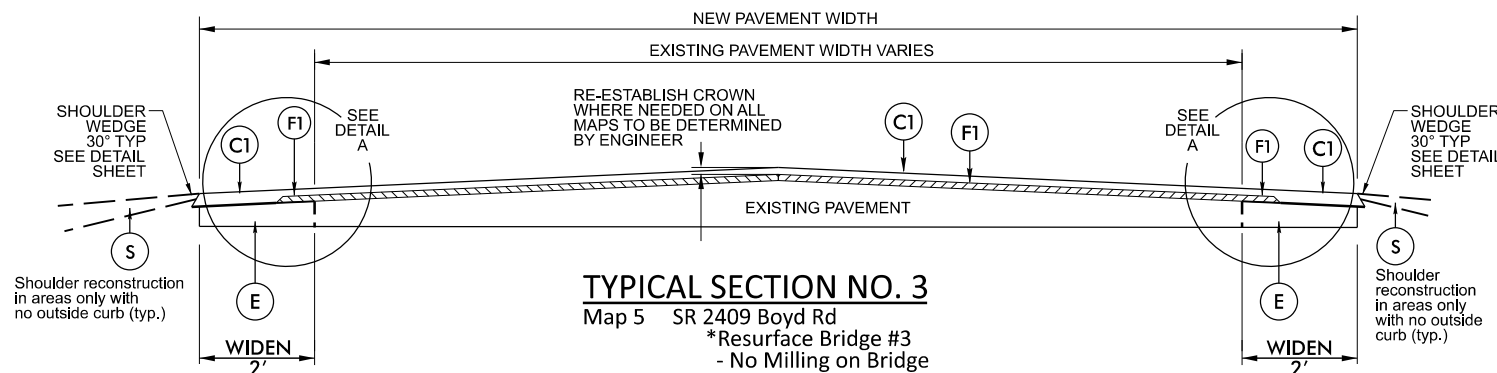 NEW PAVEMENT WIDTH
EXISTING PAVEMENT WIDTH VARIES
SHOULDER
WEDGE
30° TYP
SEE DETAIL
SHEET
C1
F1
SEE
DETAIL
A
RE-ESTABLISH CROWN
WHERE NEEDED ON ALL
MAPS TO BE DETERMINED
BY ENGINEER
C1
F1
SEE
DETAIL
A
F1
C1
SHOULDER
WEDGE
30° TYP
SEE DETAIL
SHEET
EXISTING PAVEMENT
S
Shoulder reconstruction
in areas only with
no outside curb (typ.)
E
WIDEN
2'
TYPICAL SECTION NO. 3
Map 5 SR 2409 Boyd Rd
*Resurface Bridge #3
- No Milling on Bridge
E
WIDEN
2'
S
Shoulder
reconstruction
in areas only
with no outside
curb (typ.)